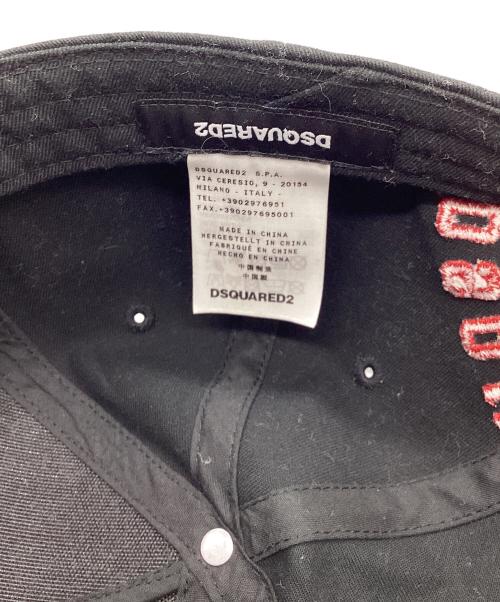 DSQUARED2
DSQUARED2 S.P.A.
VIA CERESIO, 9 - 20154
MILANO - ITALY -
TEL. +3902976951
FAX.+390297695001
MADE IN CHINA
HERGESTELLT IN CHINA
FABRIQUÉ EN CHINE
HECHO EN CHINA
中国制造
中国製
DSQUARED2